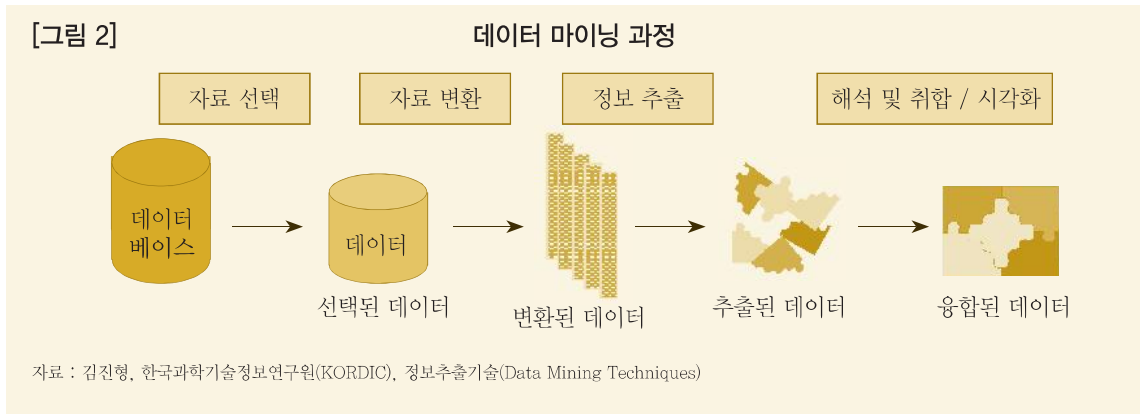 [그림 2]
데이터 마이닝 과정
자료 선택
자료 변환
정보 추출
해석 및 취합 / 시각화
데이터
베이스
데이터
선택된 데이터
변환된 데이터
추출된 데이터
융합된 데이터
자료 : 김진형, 한국과학기술정보연구원(KORDIC), 정보추출기술(Data Mining Techniques)